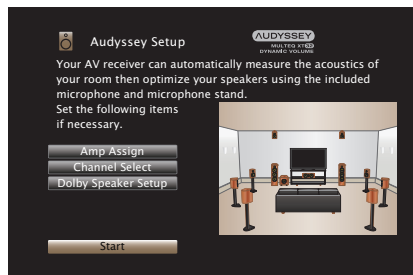 Audyssey Setup
AUDYSSEY
MULTEQ XT32
DYNAMIC VOLUME
Your AV receiver can automatically measure the acoustics of
your room then optimize your speakers using the included
microphone and microphone stand.
Set the following items
if necessary.
Amp Assign
Channel Select
Dolby Speaker Setup
Start